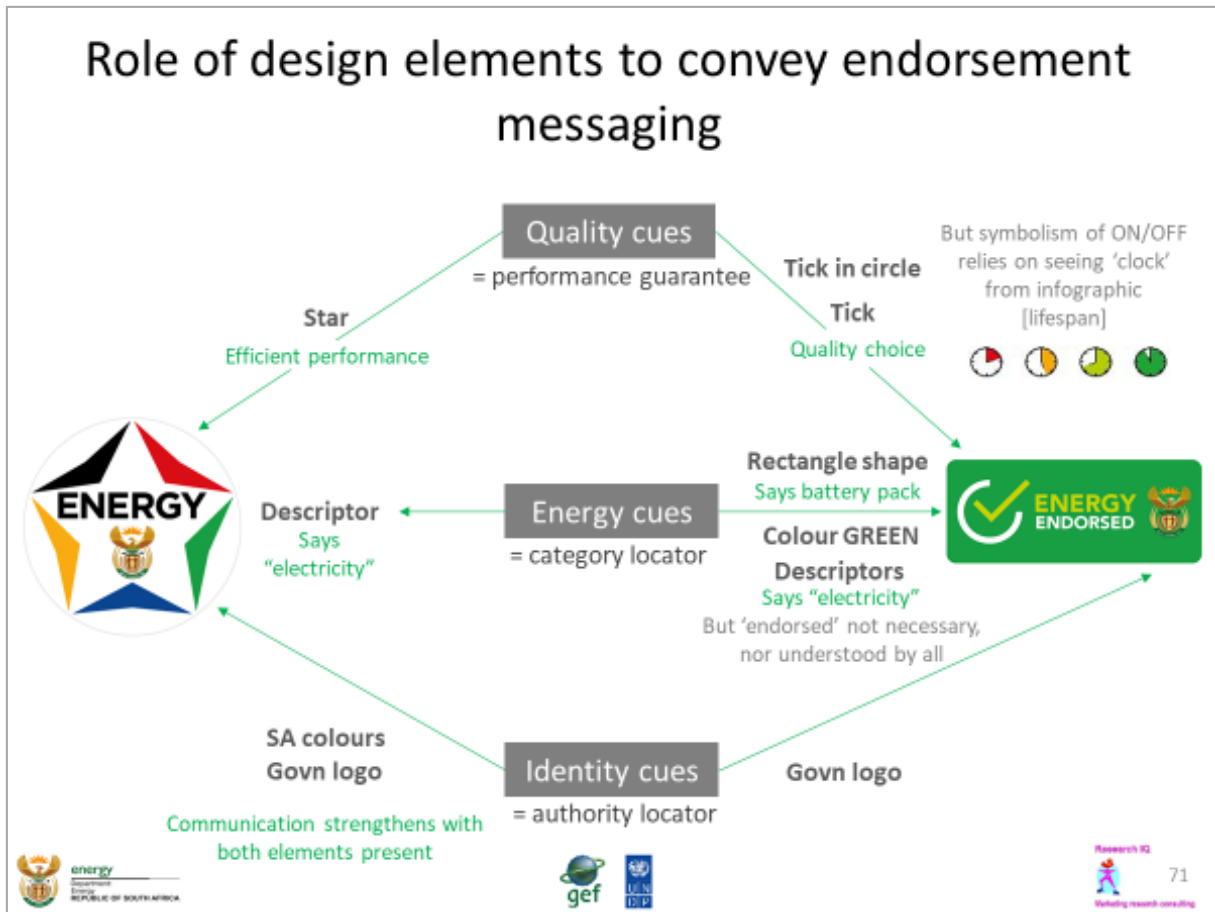 Role of design elements to convey endorsement
messaging
Quality cues
= performance guarantee
Star
Efficient performance
Tick in circle
Tick
Quality choice
But symbolism of ON/OFF
relies on seeing ‘clock’
from infographic
[lifespan]
ENERGY
Descriptor
Says
“electricity”
Energy cues
= category locator
Rectangle shape
Says battery pack
Colour GREEN
Descriptors
Says “electricity”
But ‘endorsed’ not necessary,
nor understood by all
ENERGY
ENDORSED
SA colours
Govn logo
Communication strengthens with
both elements present
Identity cues
= authority locator
Govn logo
energy
Department
Energy
REPUBLIC OF SOUTH AFRICA
gef
U N
D P
Research IQ
Marketing research consulting
71